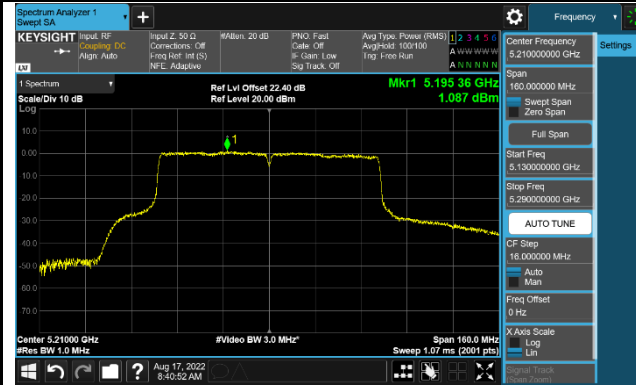 Spectrum Analyzer 1
Swept SA
Frequency
KEYSIGHT
Input: RF
Coupling: DC
Align: Auto
Input Z: 50 Ω
Corrections: Off
Freq Ref: Int (S)
NFE: Adaptive
#Atten: 20 dB
PNO: Fast
Gate: Off
IF Gain: Low
Sig Track: Off
Avg Type: Power (RMS)
Avg|Hold: 100/100
Trig: Free Run
1 2 3 4 5 6
A W W W W W
A N N N N N
LXI
1 Spectrum
Scale/Div 10 dB
Log
Ref Lvl Offset 22.40 dB
Ref Level 20.00 dBm
Mkr1 5.195 36 GHz
1.087 dBm
1
10.0
0.00
-10.0
-20.0
-30.0
-40.0
-50.0
-60.0
-70.0
Center 5.21000 GHz
#Res BW 1.0 MHz
#Video BW 3.0 MHz*
Span 160.0 MHz
Sweep 1.07 ms (2001 pts)
Center Frequency
5.210000000 GHz
Settings
Span
160.000000 MHz
Swept Span
Zero Span
Full Span
Start Freq
5.130000000 GHz
Stop Freq
5.290000000 GHz
AUTO TUNE
CF Step
16.000000 MHz
Auto
Man
Freq Offset
0 Hz
X Axis Scale
Log
Lin
Signal Track
(Span Zoom)
Aug 17, 2022
8:40:52 AM